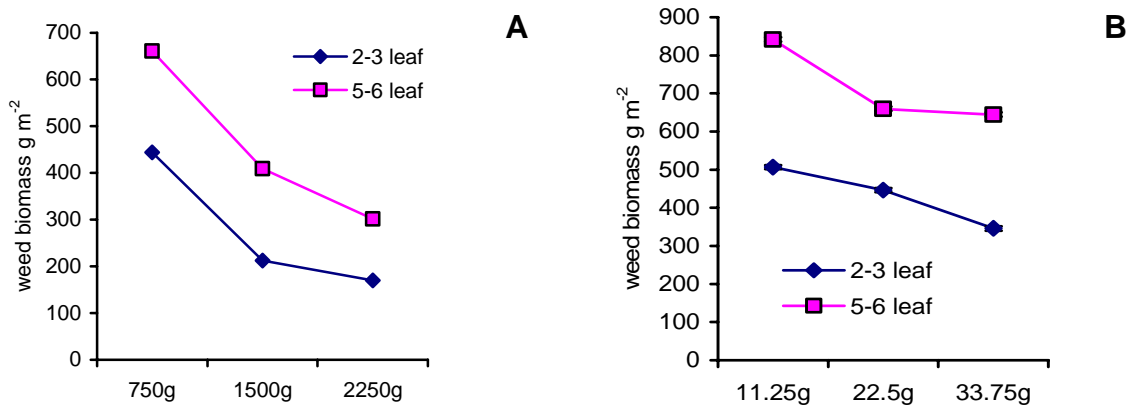 A
weed biomass g m-2
700
600
500
400
300
200
100
0
2-3 leaf
5-6 leaf
750g 1500g 2250g
B
weed biomass g m-2
900
800
700
600
500
400
300
200
100
0
2-3 leaf
5-6 leaf
11.25g 22.5g 33.75g